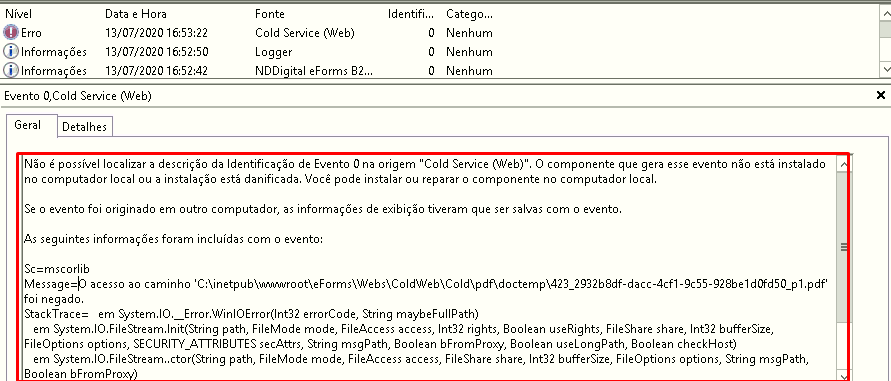 Nível Data e Hora Fonte Identifi... Catego...
Erro 13/07/2020 16:53:22 Cold Service (Web) 0 Nenhum
Informações 13/07/2020 16:52:50 Logger 0 Nenhum
Informações 13/07/2020 16:52:42 NDDigital eForms B2... 0 Nenhum
Evento 0,Cold Service (Web)
Geral Detalhes
Não é possível localizar a descrição da Identificação de Evento 0 na origem "Cold Service (Web)". O componente que gera esse evento não está instalado
no computador local ou a instalação está danificada. Você pode instalar ou reparar o componente no computador local.
Se o evento foi originado em outro computador, as informações de exibição tiveram que ser salvas com o evento.
As seguintes informações foram incluídas com o evento:
Sc=mscorlib
Message=O acesso ao caminho 'C:\inetpub\wwwroot\eForms\Webs\ColdWeb\Cold\pdf\doctemp\423_2932b8df-dacc-4cf1-9c55-928be1d0fd50_p1.pdf'
foi negado.
StackTrace= em System.IO.__Error.WinIOError(Int32 errorCode, String maybeFullPath)
em System.IO.FileStream.Init(String path, FileMode mode, FileAccess access, Int32 rights, Boolean useRights, FileShare share, Int32 bufferSize,
FileOptions options, SECURITY_ATTRIBUTES secAttrs, String msgPath, Boolean bFromProxy, Boolean useLongPath, Boolean checkHost)
em System.IO.FileStream..ctor(String path, FileMode mode, FileAccess access, FileShare share, Int32 bufferSize, FileOptions options, String msgPath,
Boolean bFromProxy)